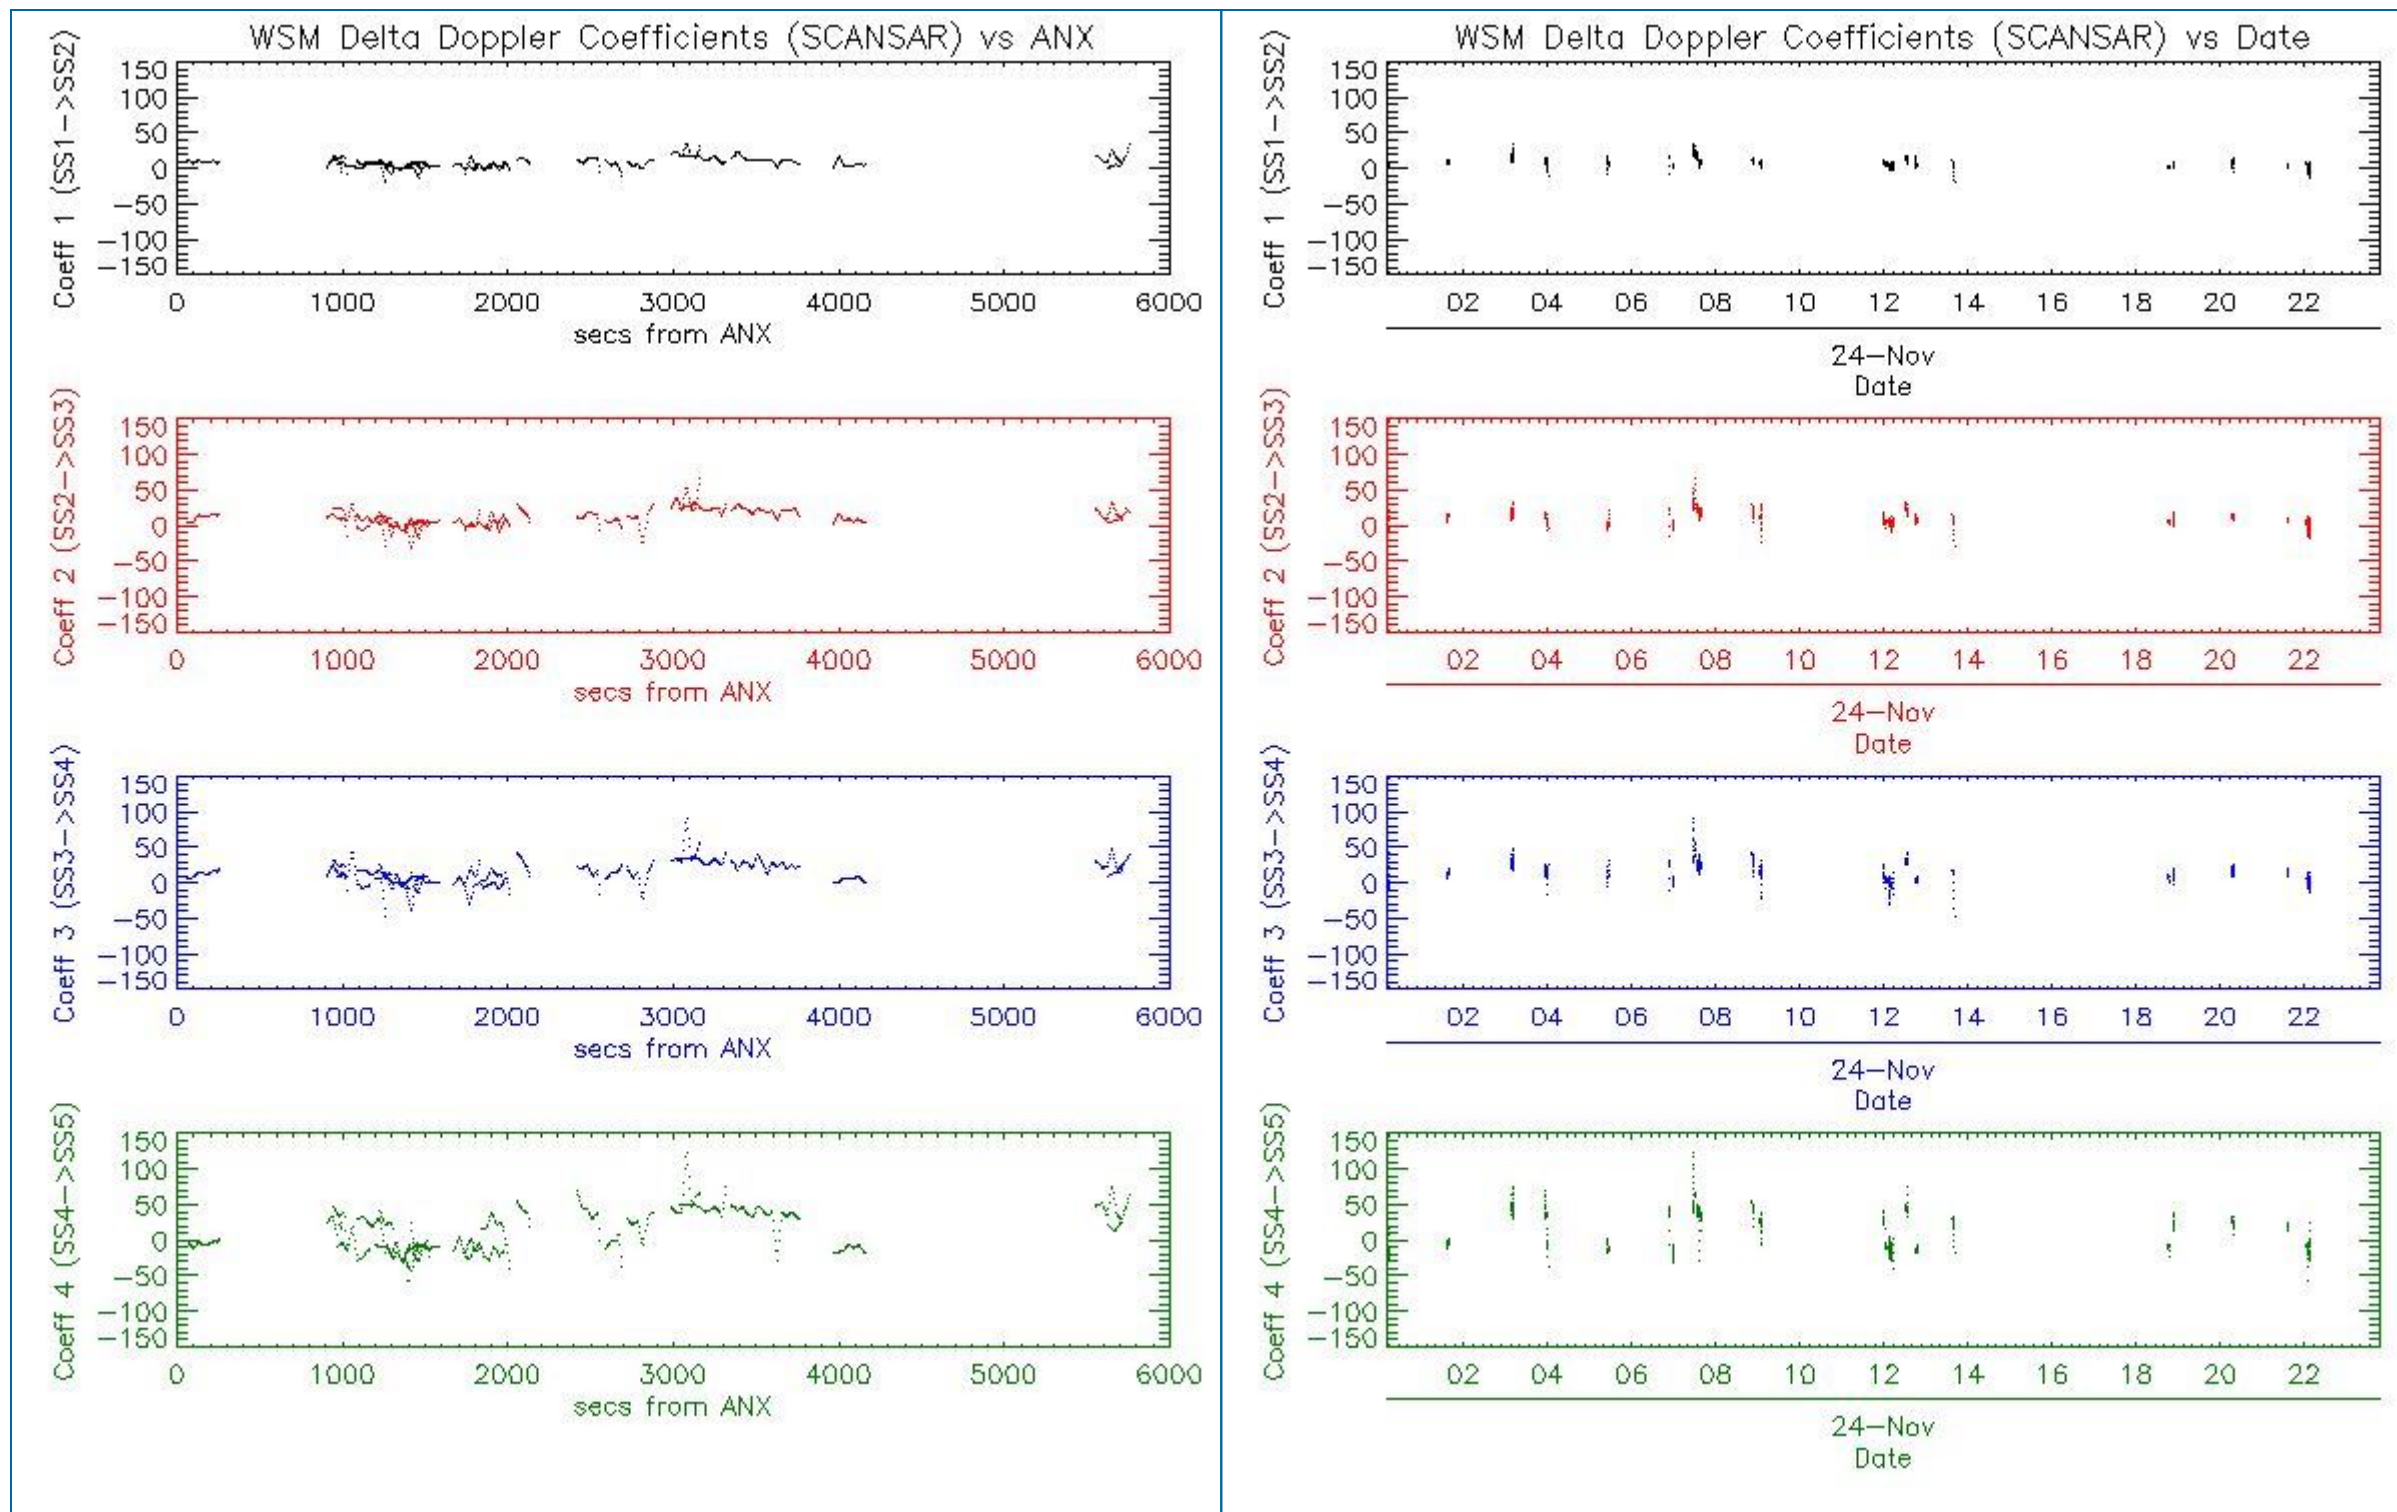 WSM Delta Doppler Coefficients (SCANSAR) vs ANX
Coeff 1 (SS1->SS2)
150
100
50
0
-50
-100
-150
0 1000 2000 3000 4000 5000 6000
secs from ANX
Coeff 2 (SS2->SS3)
150
100
50
0
-50
-100
-150
0 1000 2000 3000 4000 5000 6000
secs from ANX
Coeff 3 (SS3->SS4)
150
100
50
0
-50
-100
-150
0 1000 2000 3000 4000 5000 6000
secs from ANX
Coeff 4 (SS4->SS5)
150
100
50
0
-50
-100
-150
0 1000 2000 3000 4000 5000 6000
secs from ANX
WSM Delta Doppler Coefficients (SCANSAR) vs Date
Coeff 1 (SS1->SS2)
150
100
50
0
-50
-100
-150
02 04 06 08 10 12 14 16 18 20 22
24-Nov
Date
Coeff 2 (SS2->SS3)
150
100
50
0
-50
-100
-150
02 04 06 08 10 12 14 16 18 20 22
24-Nov
Date
Coeff 3 (SS3->SS4)
150
100
50
0
-50
-100
-150
02 04 06 08 10 12 14 16 18 20 22
24-Nov
Date
Coeff 4 (SS4->SS5)
150
100
50
0
-50
-100
-150
02 04 06 08 10 12 14 16 18 20 22
24-Nov
Date